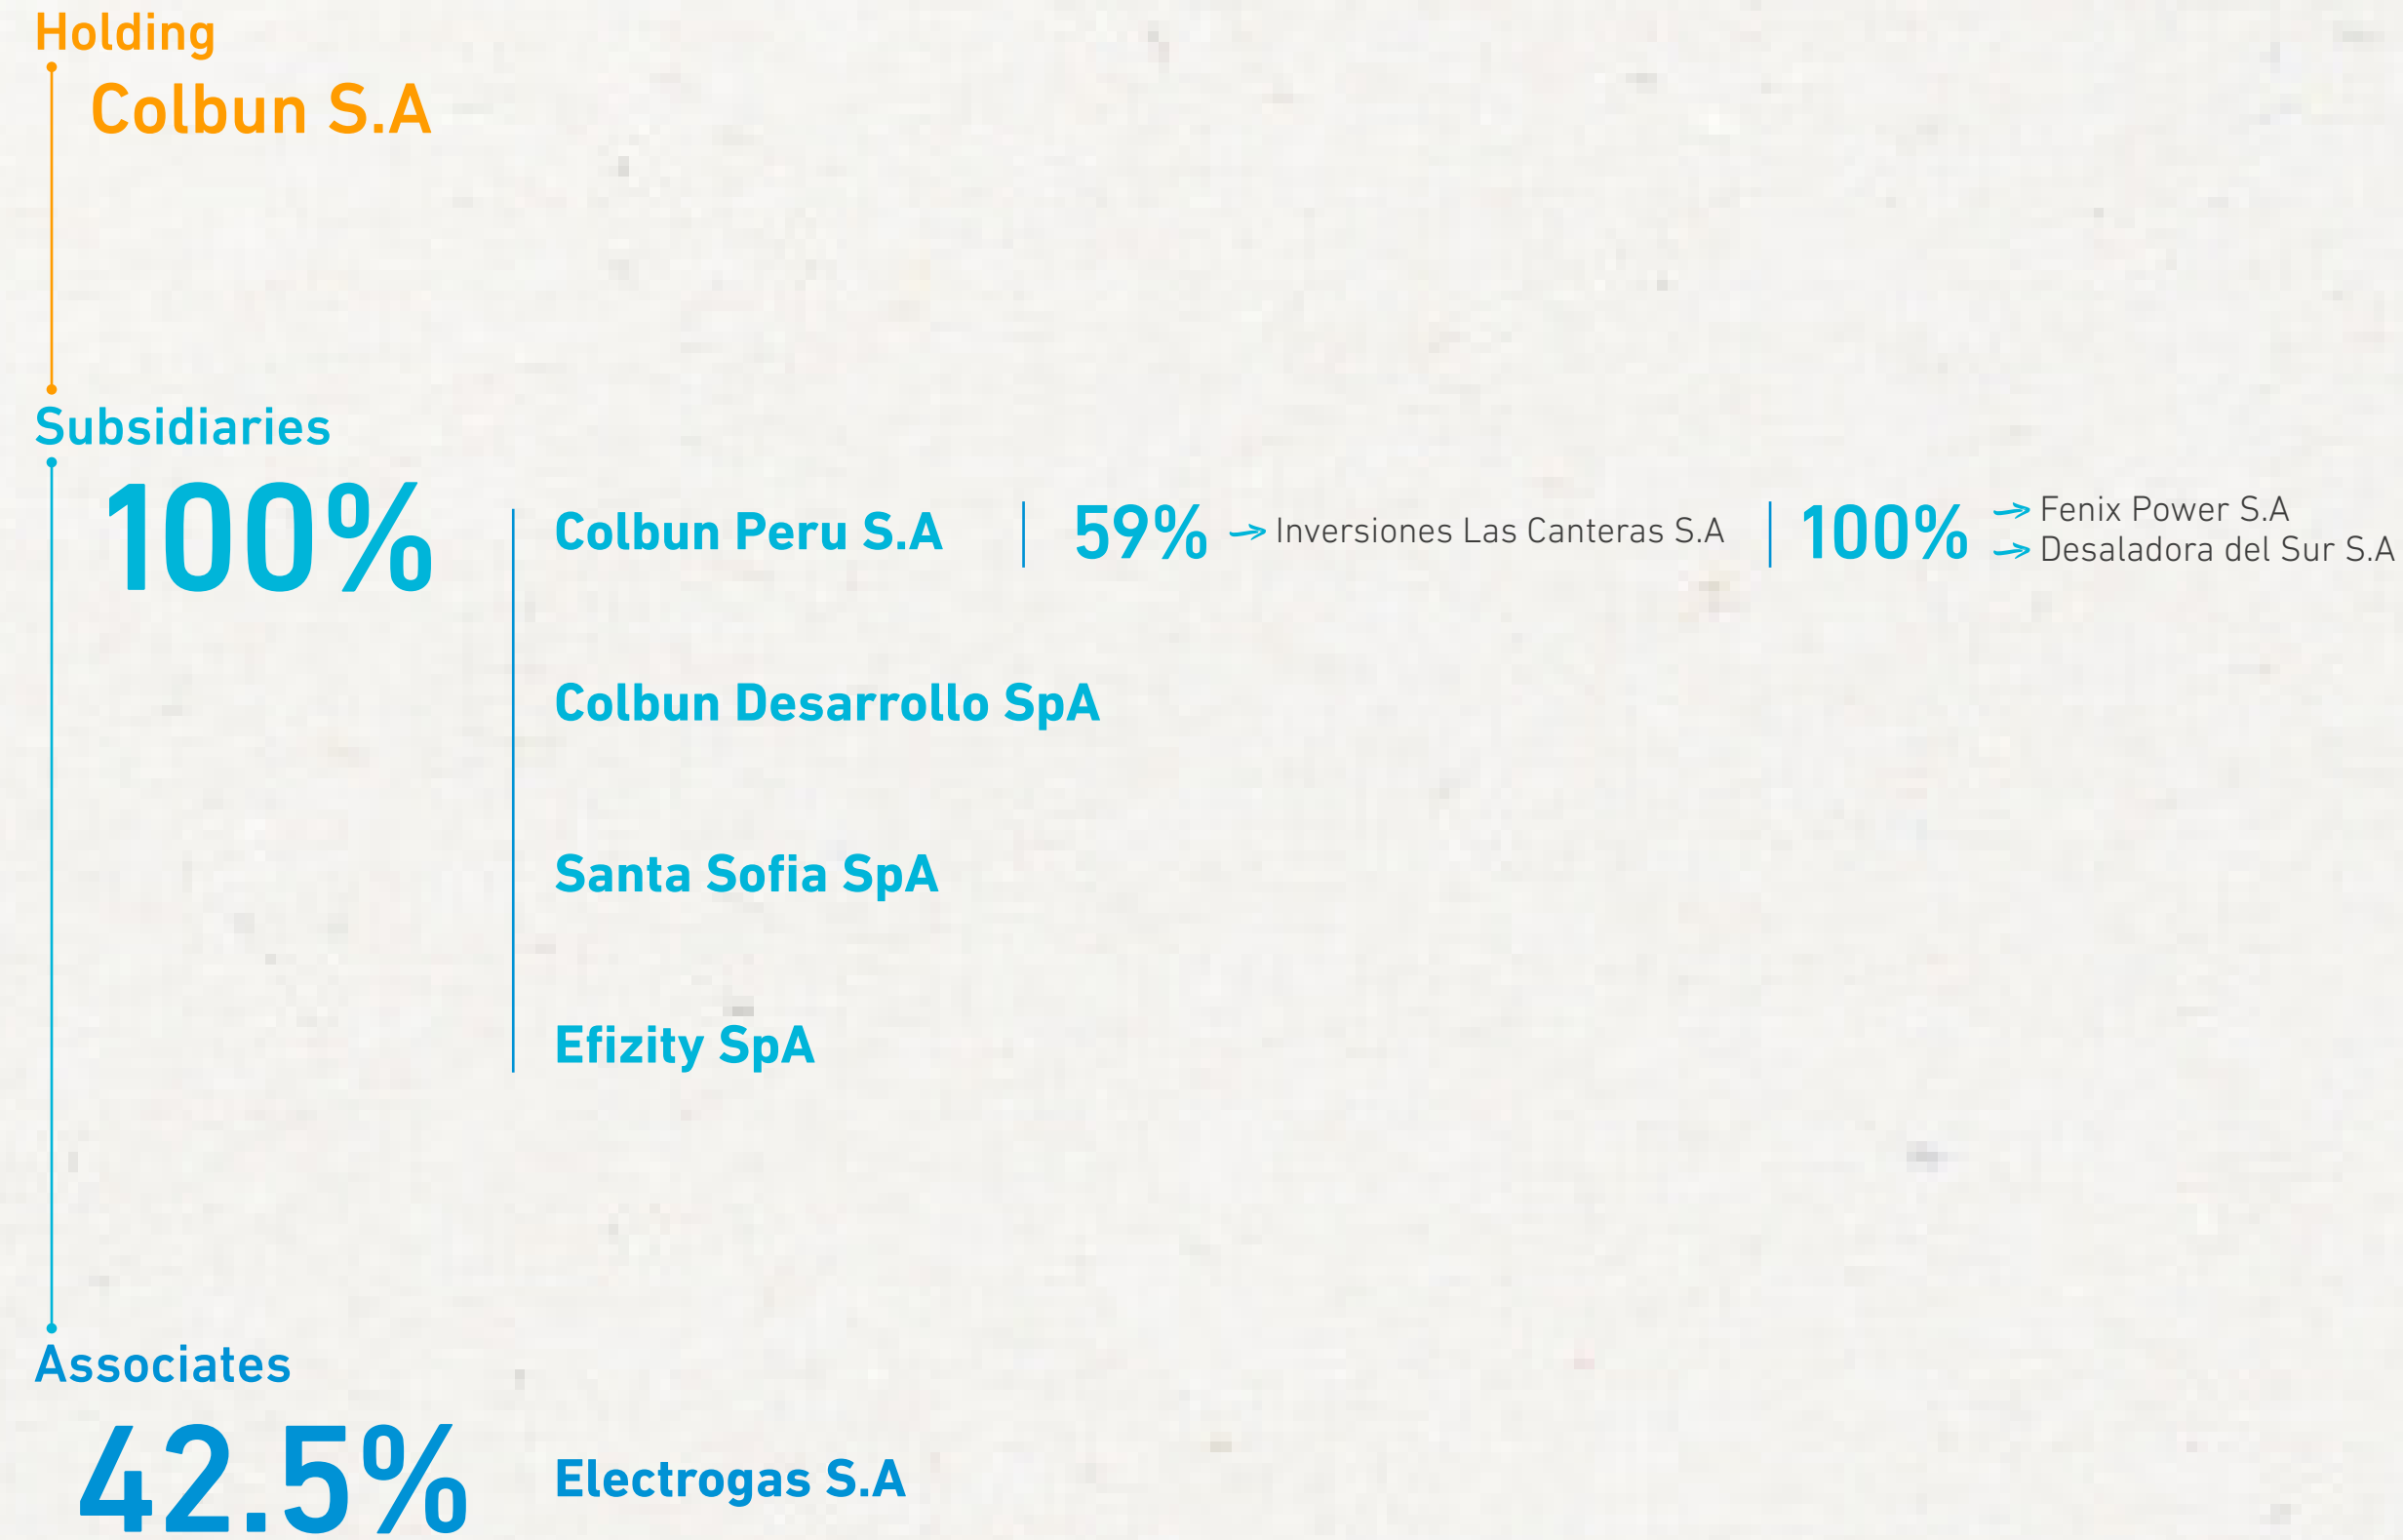 Holding
Colbun S.A
Subsidiaries
100%
Colbun Peru S.A
59%
Inversiones Las Canteras S.A
100%
Fenix Power S.A
Desaladora del Sur S.A
Colbun Desarrollo SpA
Santa Sofia SpA
Efizity SpA
Associates
42.5%
Electrogas S.A